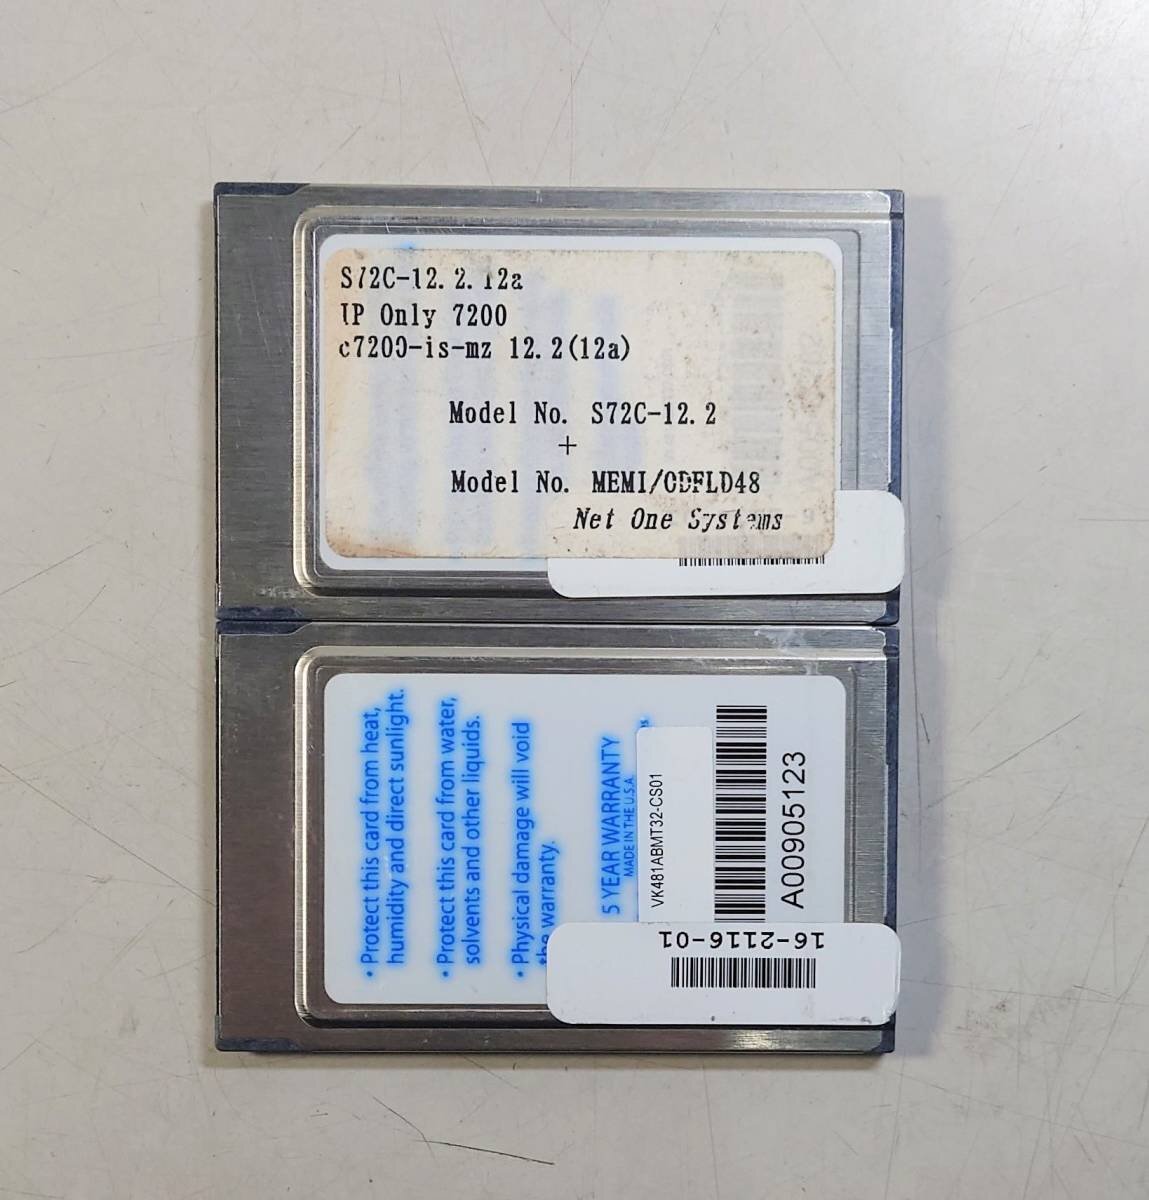 S72C-12.2.12a
IP Only 7200
c7200-is-mz 12.2(12a)
Model No. S72C-12.2
+
Model No. MEMI/CDFLD48
Net One Systems
• Protect this card from heat,
humidity and direct sunlight.
• Protect this card from water,
solvents and other liquids.
• Physical damage will void
the warranty.
5 YEAR WARRANTY
MADE IN THE U.S.A
VK481ABMT32-CS01
A00905123
16-2116-01